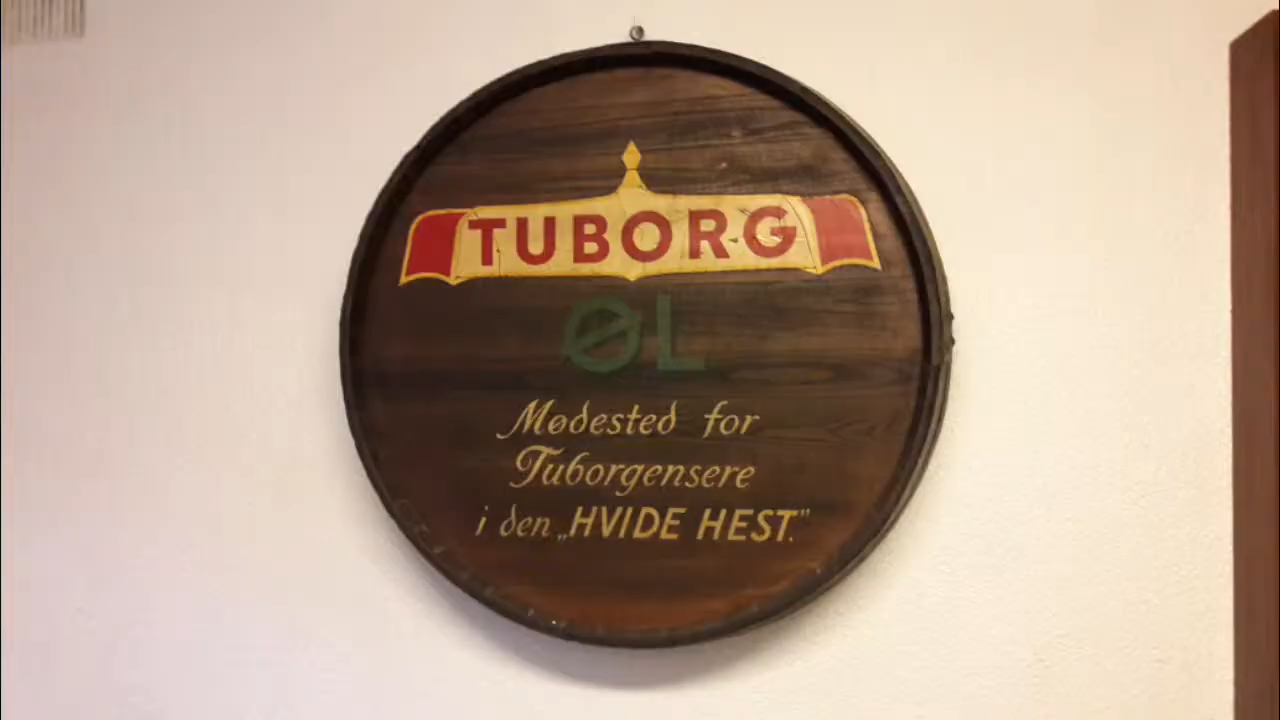 TUBORG
ØL
Mødested for
Tuborgensere
i den „HVIDE HEST."